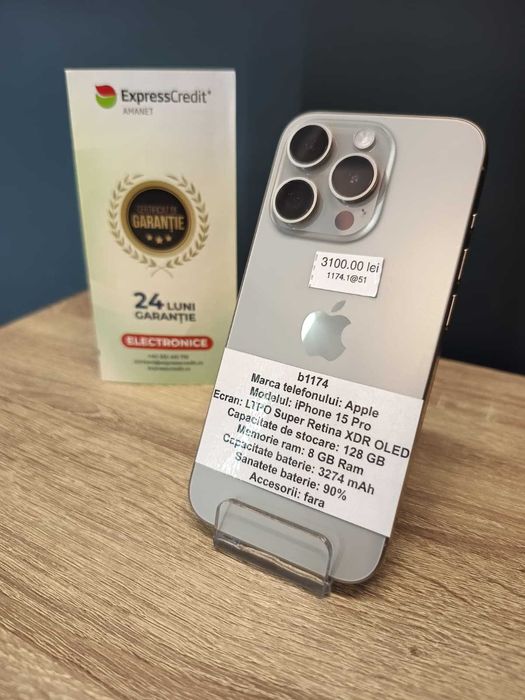 ExpressCredit®
AMANET
CERTIFICAT DE
GARANȚIE
24 LUNI
GARANȚIE
ELECTRONICE
3100.00 lei
1174.1@51
b1174
Marca telefonului: Apple
Modelul: iPhone 15 Pro
Ecran: LTPO Super Retina XDR OLED
Capacitate de stocare: 128 GB
Memorie ram: 8 GB Ram
Capacitate baterie: 3274 mAh
Sanatete baterie: 90%
Accesorii: fara